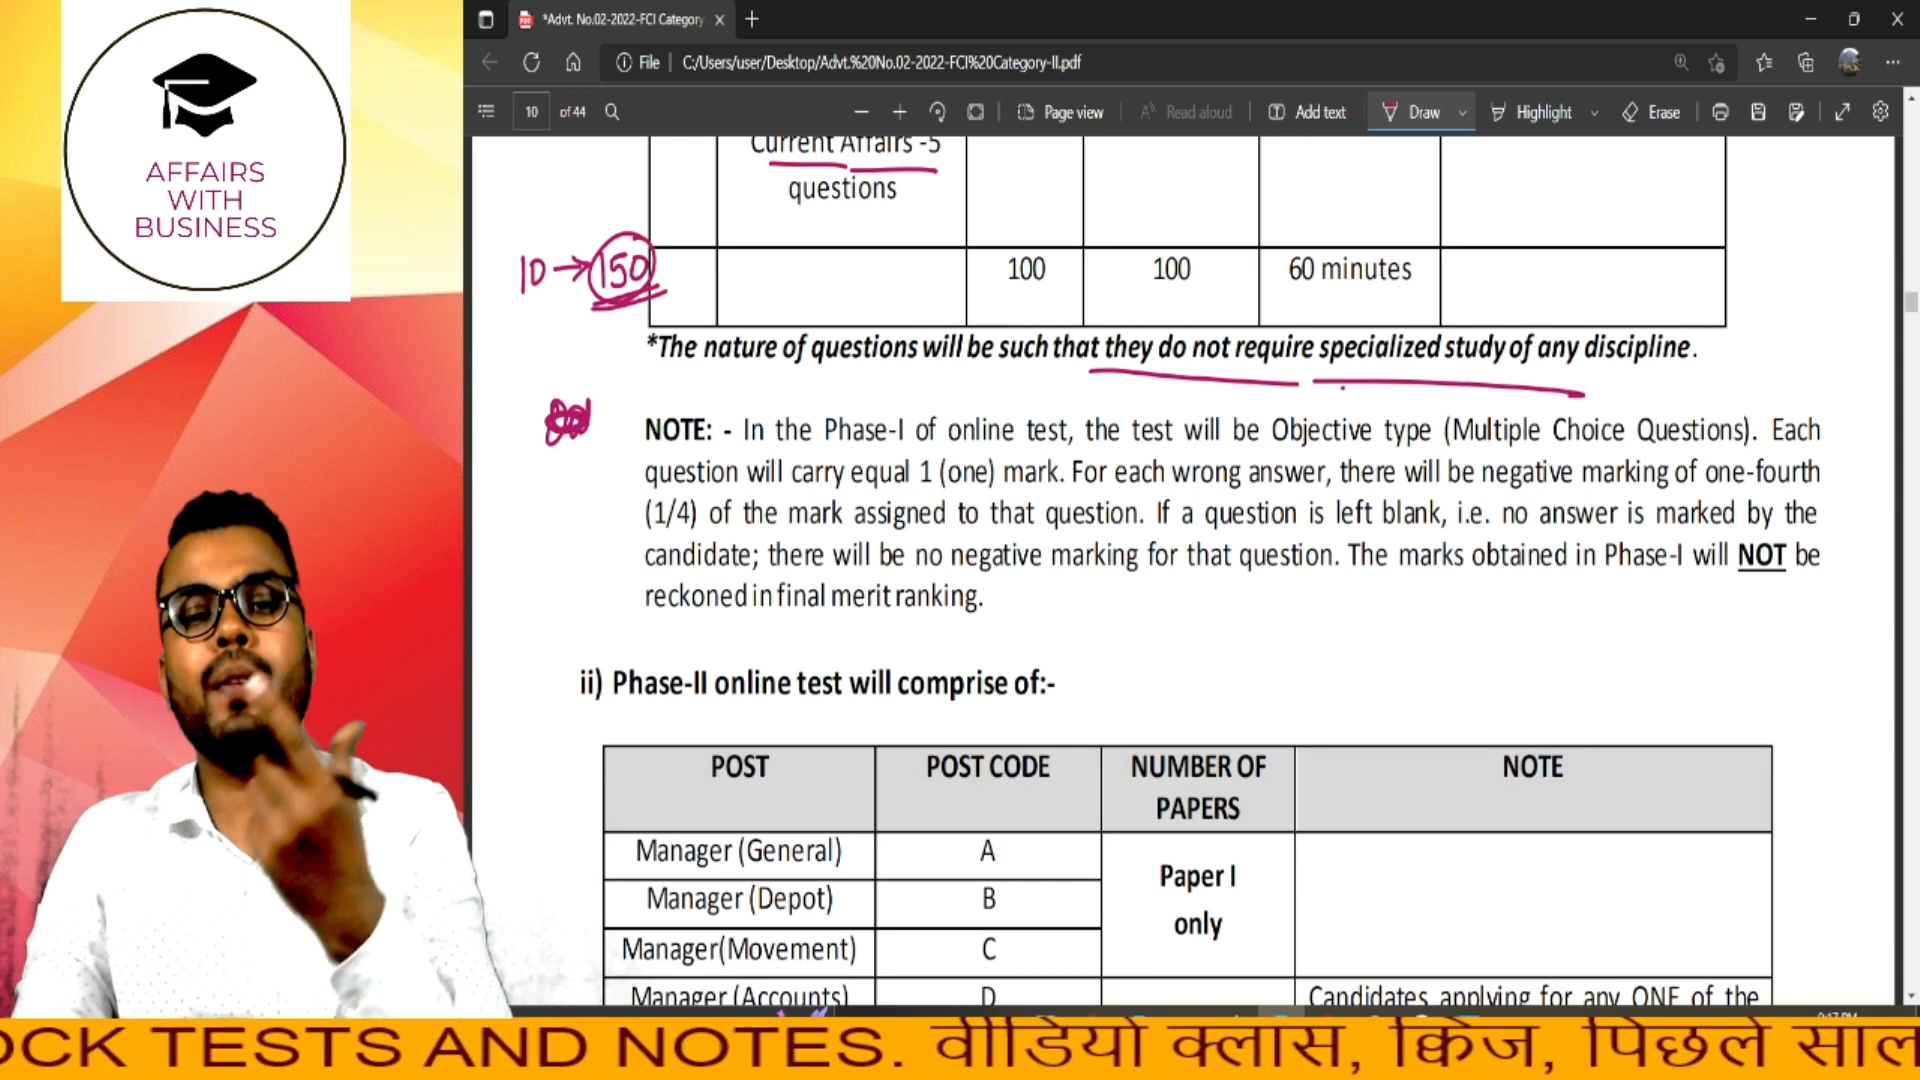 AFFAIRS
WITH
BUSINESS
*Advt. No.02-2022-FCI Category
File C:/Users/user/Desktop/Advt.%20No.02-2022-FCI%20Category-II.pdf
10 of 44 Page view Read aloud Add text Draw Highlight Erase
Current Affairs -5
questions
10 → 150 100 100 60 minutes
*The nature of questions will be such that they do not require specialized study of any discipline.
NOTE: - In the Phase-I of online test, the test will be Objective type (Multiple Choice Questions). Each
question will carry equal 1 (one) mark. For each wrong answer, there will be negative marking of one-fourth
(1/4) of the mark assigned to that question. If a question is left blank, i.e. no answer is marked by the
candidate; there will be no negative marking for that question. The marks obtained in Phase-I will NOT be
reckoned in final merit ranking.
ii) Phase-II online test will comprise of:-
POST POST CODE NUMBER OF PAPERS NOTE
Manager (General) A
Paper I only
Manager (Depot) B
Manager(Movement) C
Manager (Accounts) D Candidates applying for any ONE of the
OCK TESTS AND NOTES. वीडियो क्लास, क्विज, पिछले साल